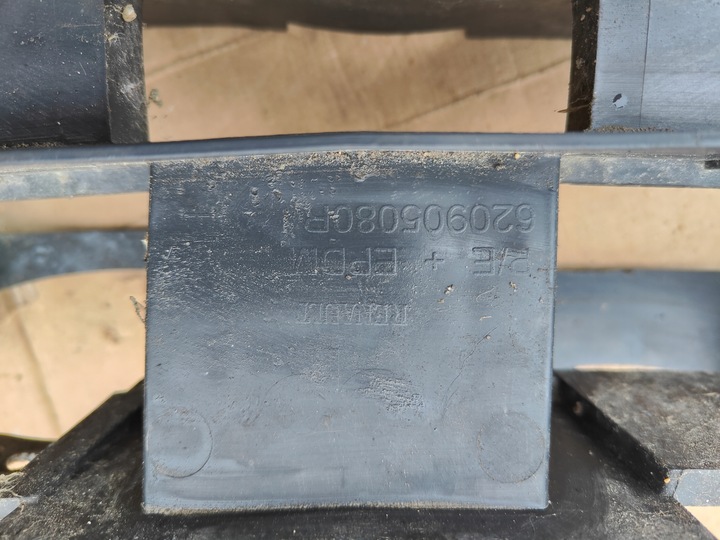 RENAULT
P/E + EPDM
620905080R